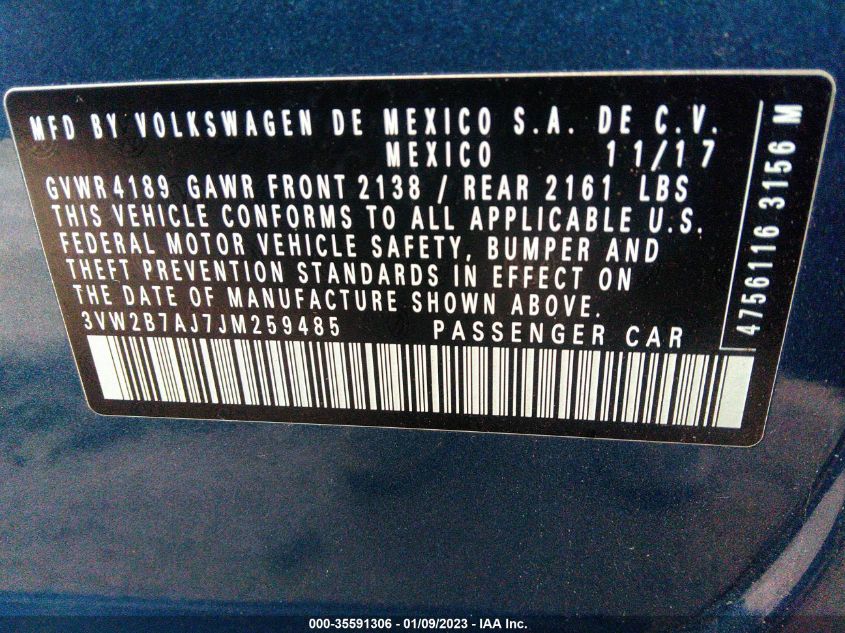 MFD BY VOLKSWAGEN DE MEXICO S.A. DE C.V.
MEXICO 11/17
GVWR 4189 GAWR FRONT 2138 / REAR 2161 LBS
THIS VEHICLE CONFORMS TO ALL APPLICABLE U.S.
FEDERAL MOTOR VEHICLE SAFETY, BUMPER AND
THEFT PREVENTION STANDARDS IN EFFECT ON
THE DATE OF MANUFACTURE SHOWN ABOVE.
3VW2B7AJ7JM259485 PASSENGER CAR
4756116 3156 M
000-35591306 - 01/09/2023 - IAA Inc.